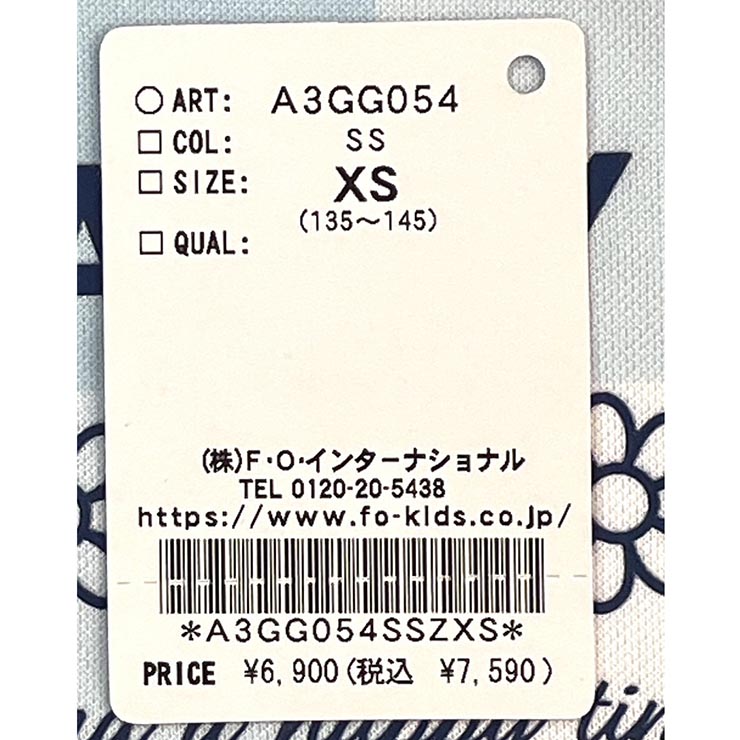 ○ ART: A3GG054
□ COL: SS
□ SIZE: XS
(135〜145)
□ QUAL:
(株)F・O・インターナショナル
TEL 0120-20-5438
https://www.fo-kids.co.jp/
*A3GG054SSZXS*
PRICE ¥6,900(税込 ¥7,590)
happy